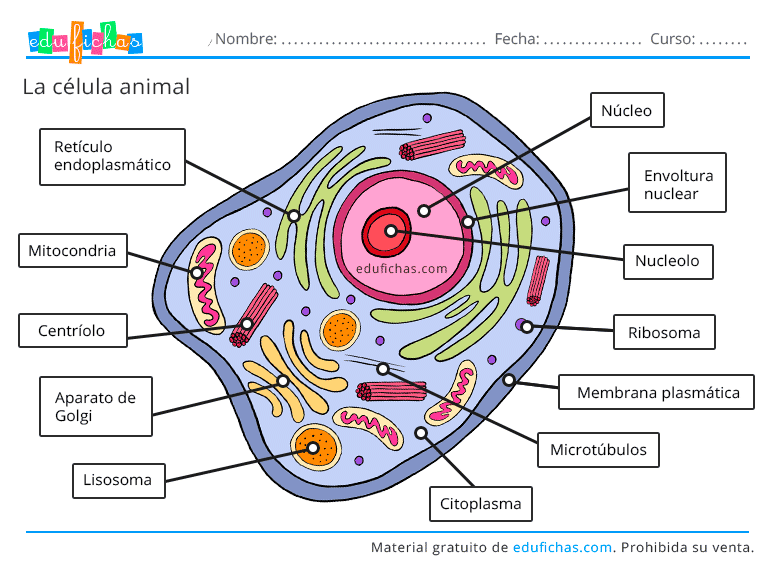 edufichas
Nombre: ................................. Fecha: ................ Curso: ........
La célula animal
Núcleo
Retículo
endoplasmático
Envoltura
nuclear
Mitocondria
Nucleolo
edufichas.com
Centríolo
Ribosoma
Aparato de
Golgi
Membrana plasmática
Microtúbulos
Lisosoma
Citoplasma
Material gratuito de edufichas.com. Prohibida su venta.